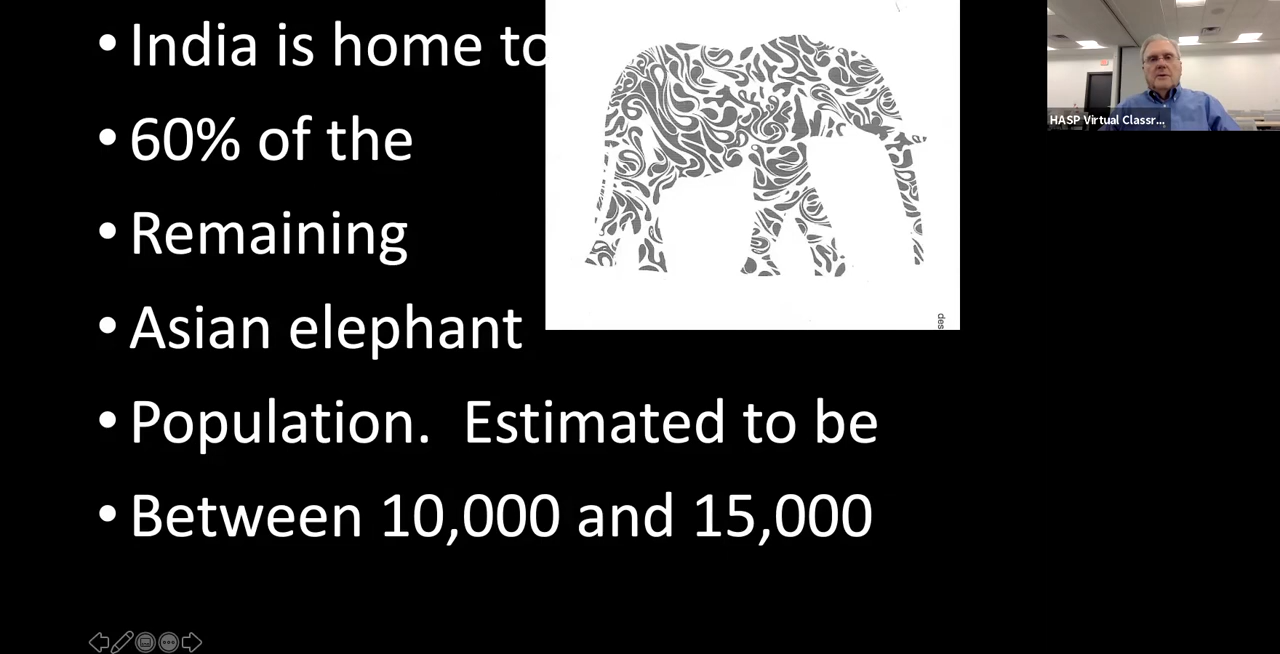 • India is home to
• 60% of the
• Remaining
• Asian elephant
• Population.  Estimated to be
• Between 10,000 and 15,000
des
HASP Virtual Classr...